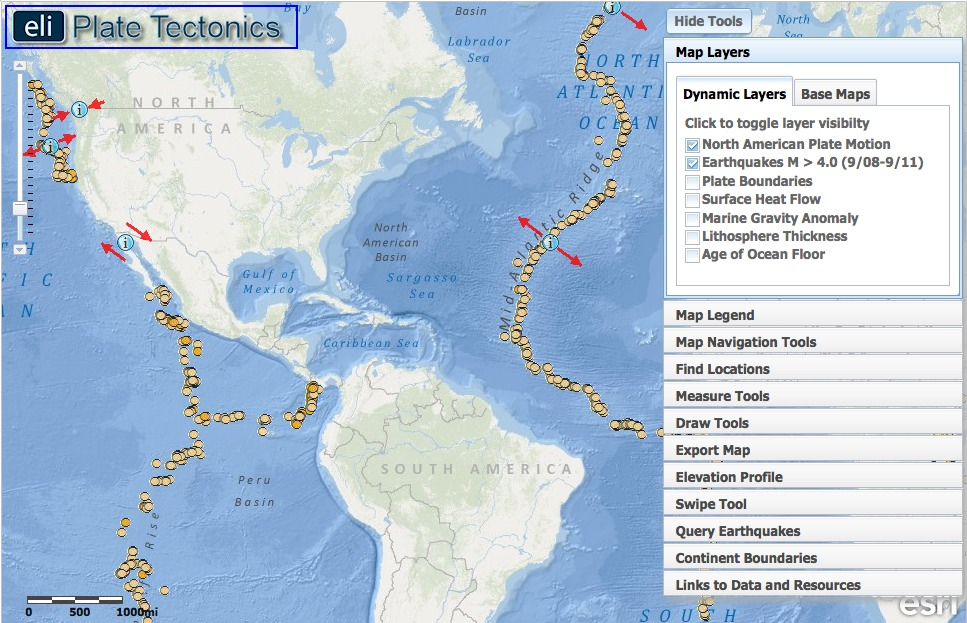 eli Plate Tectonics
Bay
Basin
Labrador
Sea
North
Sea
Hide Tools
Map Layers
Dynamic Layers
Base Maps
Click to toggle layer visibilty
North American Plate Motion
Earthquakes M > 4.0 (9/08-9/11)
Plate Boundaries
Surface Heat Flow
Marine Gravity Anomaly
Lithosphere Thickness
Age of Ocean Floor
NORTH
AMERICA
NORTH
ATLANTI
OCEAN
Mid Atlantic Ridge
North
American
Basin
Sargasso
Sea
Gulf of
Mexico
Caribbean Sea
FIC
AN
SOUTH AMERICA
Peru
Basin
Rise
Map Legend
Map Navigation Tools
Find Locations
Measure Tools
Draw Tools
Export Map
Elevation Profile
Swipe Tool
Query Earthquakes
Continent Boundaries
Links to Data and Resources
0 500 1000mi
SOUTH
esri